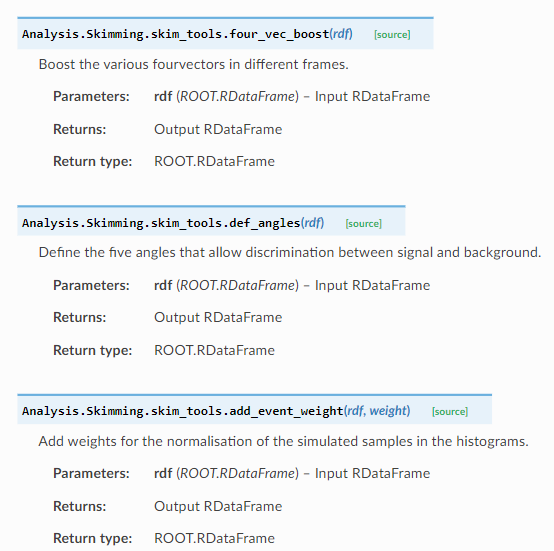 Analysis.Skimming.skim_tools.four_vec_boost(rdf) [source]
Boost the various fourvectors in different frames.
Parameters: rdf (ROOT.RDataFrame) – Input RDataFrame
Returns: Output RDataFrame
Return type: ROOT.RDataFrame
Analysis.Skimming.skim_tools.def_angles(rdf) [source]
Define the five angles that allow discrimination between signal and background.
Parameters: rdf (ROOT.RDataFrame) – Input RDataFrame
Returns: Output RDataFrame
Return type: ROOT.RDataFrame
Analysis.Skimming.skim_tools.add_event_weight(rdf, weight) [source]
Add weights for the normalisation of the simulated samples in the histograms.
Parameters: rdf (ROOT.RDataFrame) – Input RDataFrame
Returns: Output RDataFrame
Return type: ROOT.RDataFrame